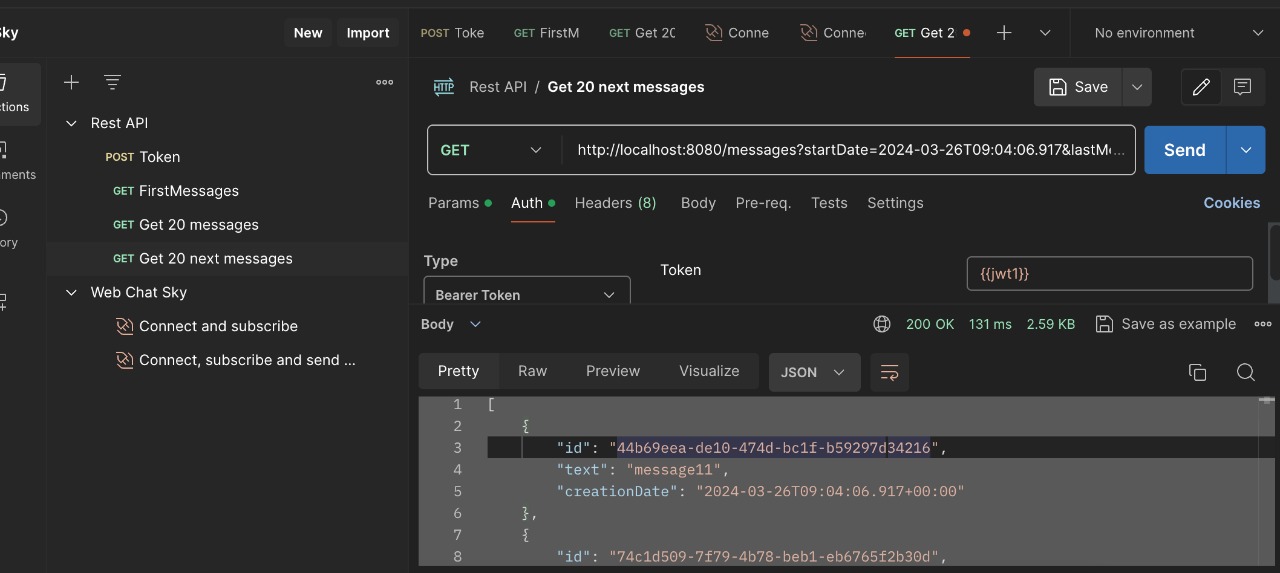 Sky
New Import
POST Toke GET FirstM GET Get 20 Conne Conne GET Get 2 No environment
Rest API / Get 20 next messages Save
GET http://localhost:8080/messages?startDate=2024-03-26T09:04:06.917&lastM… Send
Params Auth Headers (8) Body Pre-req. Tests Settings Cookies
Type Token {{jwt1}}
Bearer Token
ctions
ments
ory
Rest API
POST Token
GET FirstMessages
GET Get 20 messages
GET Get 20 next messages
Web Chat Sky
Connect and subscribe
Connect, subscribe and send ...
Body 200 OK 131 ms 2.59 KB Save as example
Pretty Raw Preview Visualize JSON
1 [
2 {
3 "id": "44b69eea-de10-474d-bc1f-b59297d34216",
4 "text": "message11",
5 "creationDate": "2024-03-26T09:04:06.917+00:00"
6 },
7 {
8 "id": "74c1d509-7f79-4b78-beb1-eb6765f2b30d",